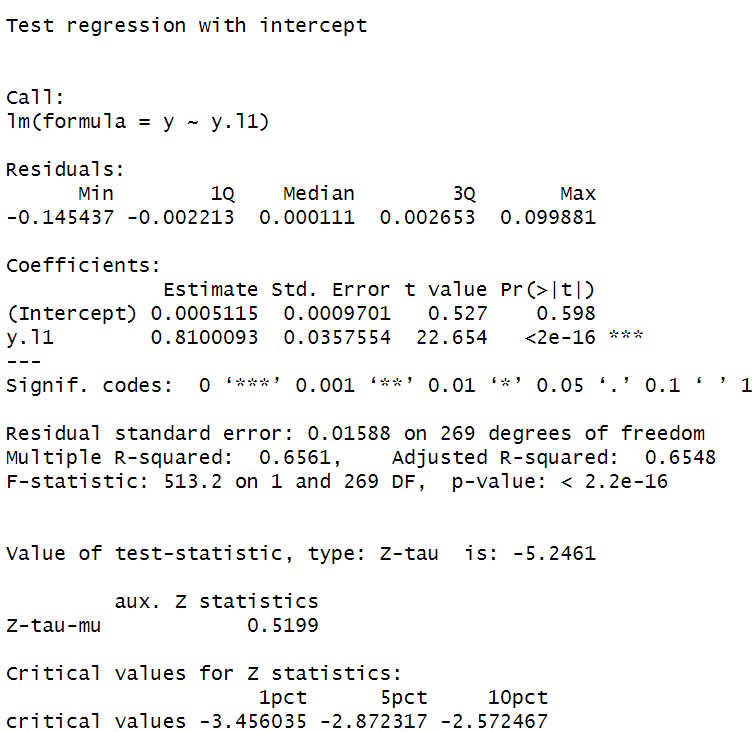 Test regression with intercept
Call:
lm(formula = y ~ y.l1)
Residuals:
      Min        1Q    Median        3Q       Max
-0.145437 -0.002213  0.000111  0.002653  0.099881
Coefficients:
             Estimate Std. Error t value Pr(>|t|)
(Intercept) 0.0005115  0.0009701   0.527    0.598
y.l1        0.8100093  0.0357554  22.654   <2e-16 ***
---
Signif. codes:  0 ‘***’ 0.001 ‘**’ 0.01 ‘*’ 0.05 ‘.’ 0.1 ‘ ’ 1
Residual standard error: 0.01588 on 269 degrees of freedom
Multiple R-squared:  0.6561,    Adjusted R-squared:  0.6548
F-statistic: 513.2 on 1 and 269 DF,  p-value: < 2.2e-16
Value of test-statistic, type: Z-tau  is: -5.2461
         aux. Z statistics
Z-tau-mu            0.5199
Critical values for Z statistics:
                     1pct      5pct     10pct
critical values -3.456035 -2.872317 -2.572467